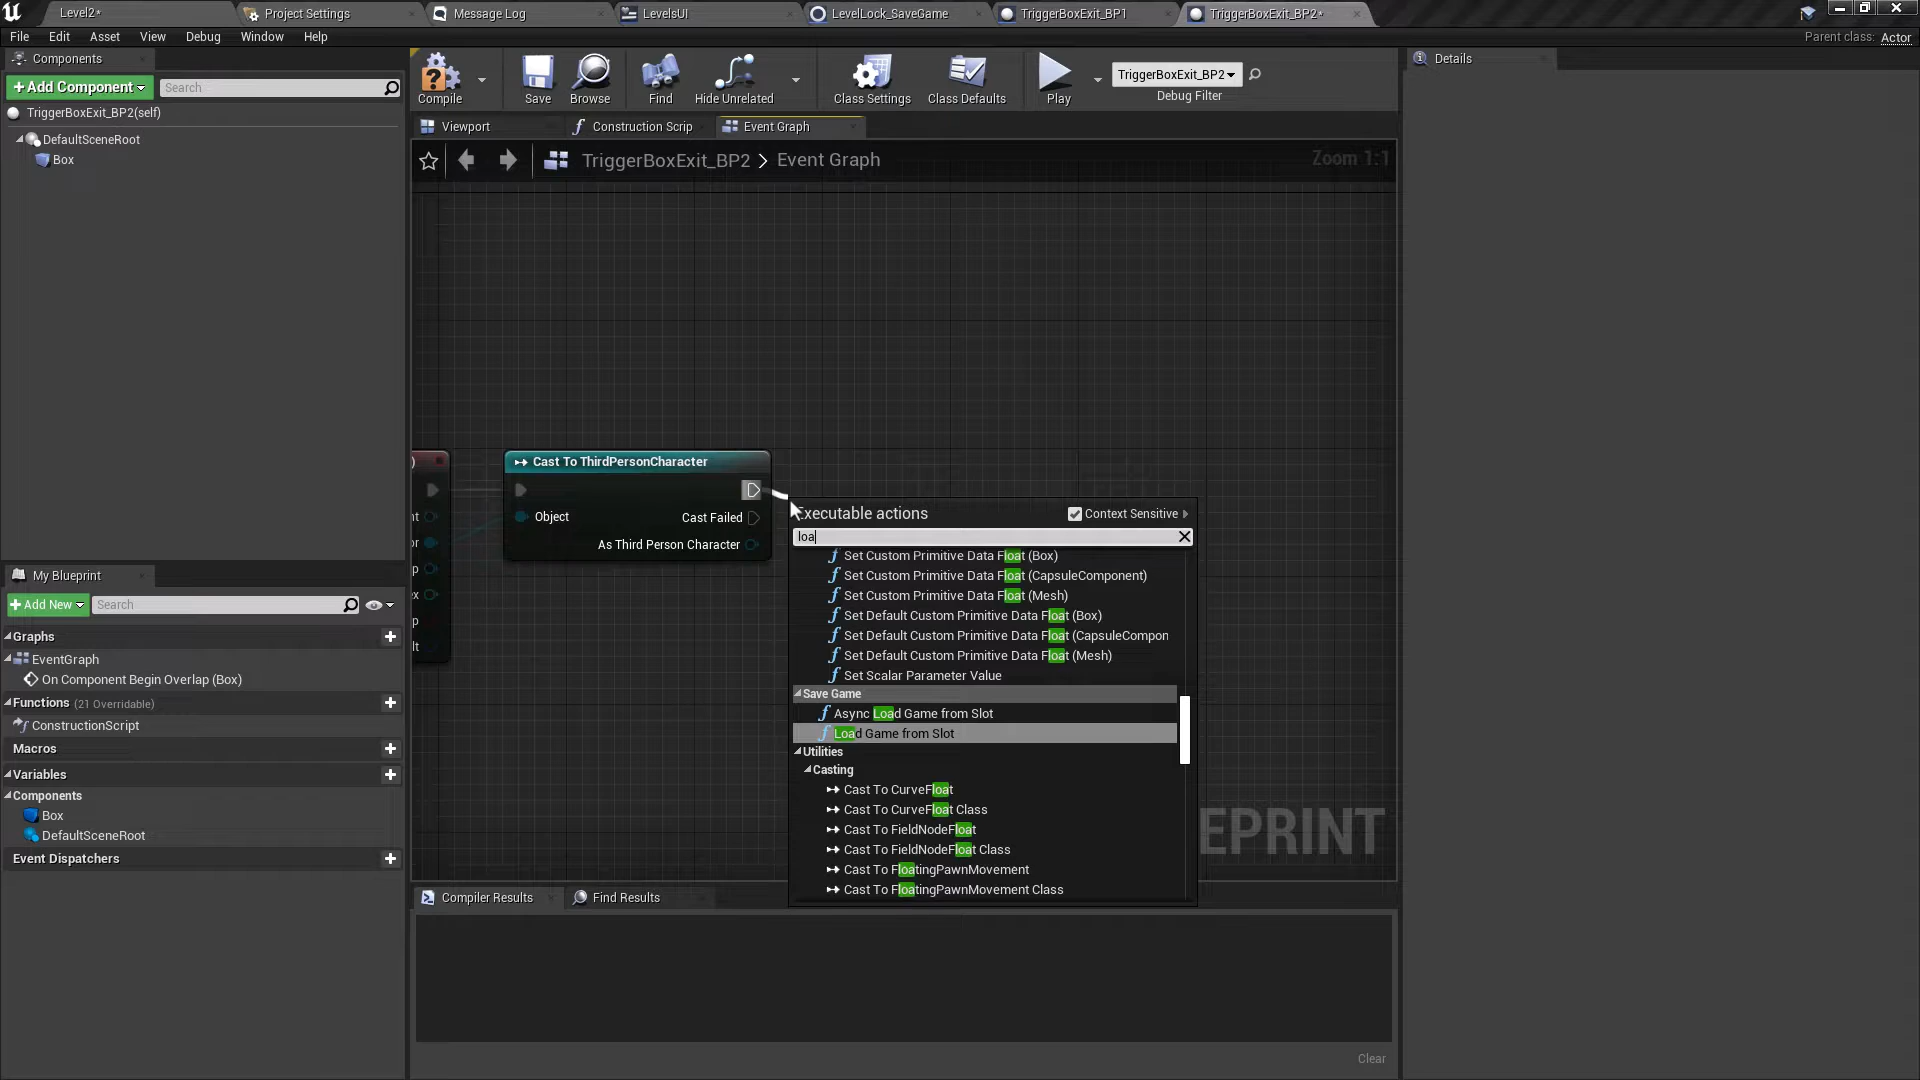 Level2*
Project Settings
Message Log
LevelsUI
LevelLock_SaveGame
TriggerBoxExit_BP1
TriggerBoxExit_BP2*
File Edit Asset View Debug Window Help
Parent class: Actor
Components
Details
+Add Component
Search
Compile
Save
Browse
Find
Hide Unrelated
Class Settings
Class Defaults
Play
TriggerBoxExit_BP2
Debug Filter
TriggerBoxExit_BP2(self)
DefaultSceneRoot
Box
Viewport
Construction Scrip
Event Graph
TriggerBoxExit_BP2 > Event Graph
Zoom 1:1
)
Cast To ThirdPersonCharacter
Object
Cast Failed
As Third Person Character
nt
or
p
ex
p
lt
Executable actions
Context Sensitive
loa
Set Custom Primitive Data Float (Box)
Set Custom Primitive Data Float (CapsuleComponent)
Set Custom Primitive Data Float (Mesh)
Set Default Custom Primitive Data Float (Box)
Set Default Custom Primitive Data Float (CapsuleCompon
Set Default Custom Primitive Data Float (Mesh)
Set Scalar Parameter Value
Save Game
Async Load Game from Slot
Load Game from Slot
Utilities
Casting
Cast To CurveFloat
Cast To CurveFloat Class
Cast To FieldNodeFloat
Cast To FieldNodeFloat Class
Cast To FloatingPawnMovement
Cast To FloatingPawnMovement Class
EPRINT
My Blueprint
+Add New
Search
Graphs
EventGraph
On Component Begin Overlap (Box)
Functions (21 Overridable)
ConstructionScript
Macros
Variables
Components
Box
DefaultSceneRoot
Event Dispatchers
Compiler Results
Find Results
Clear